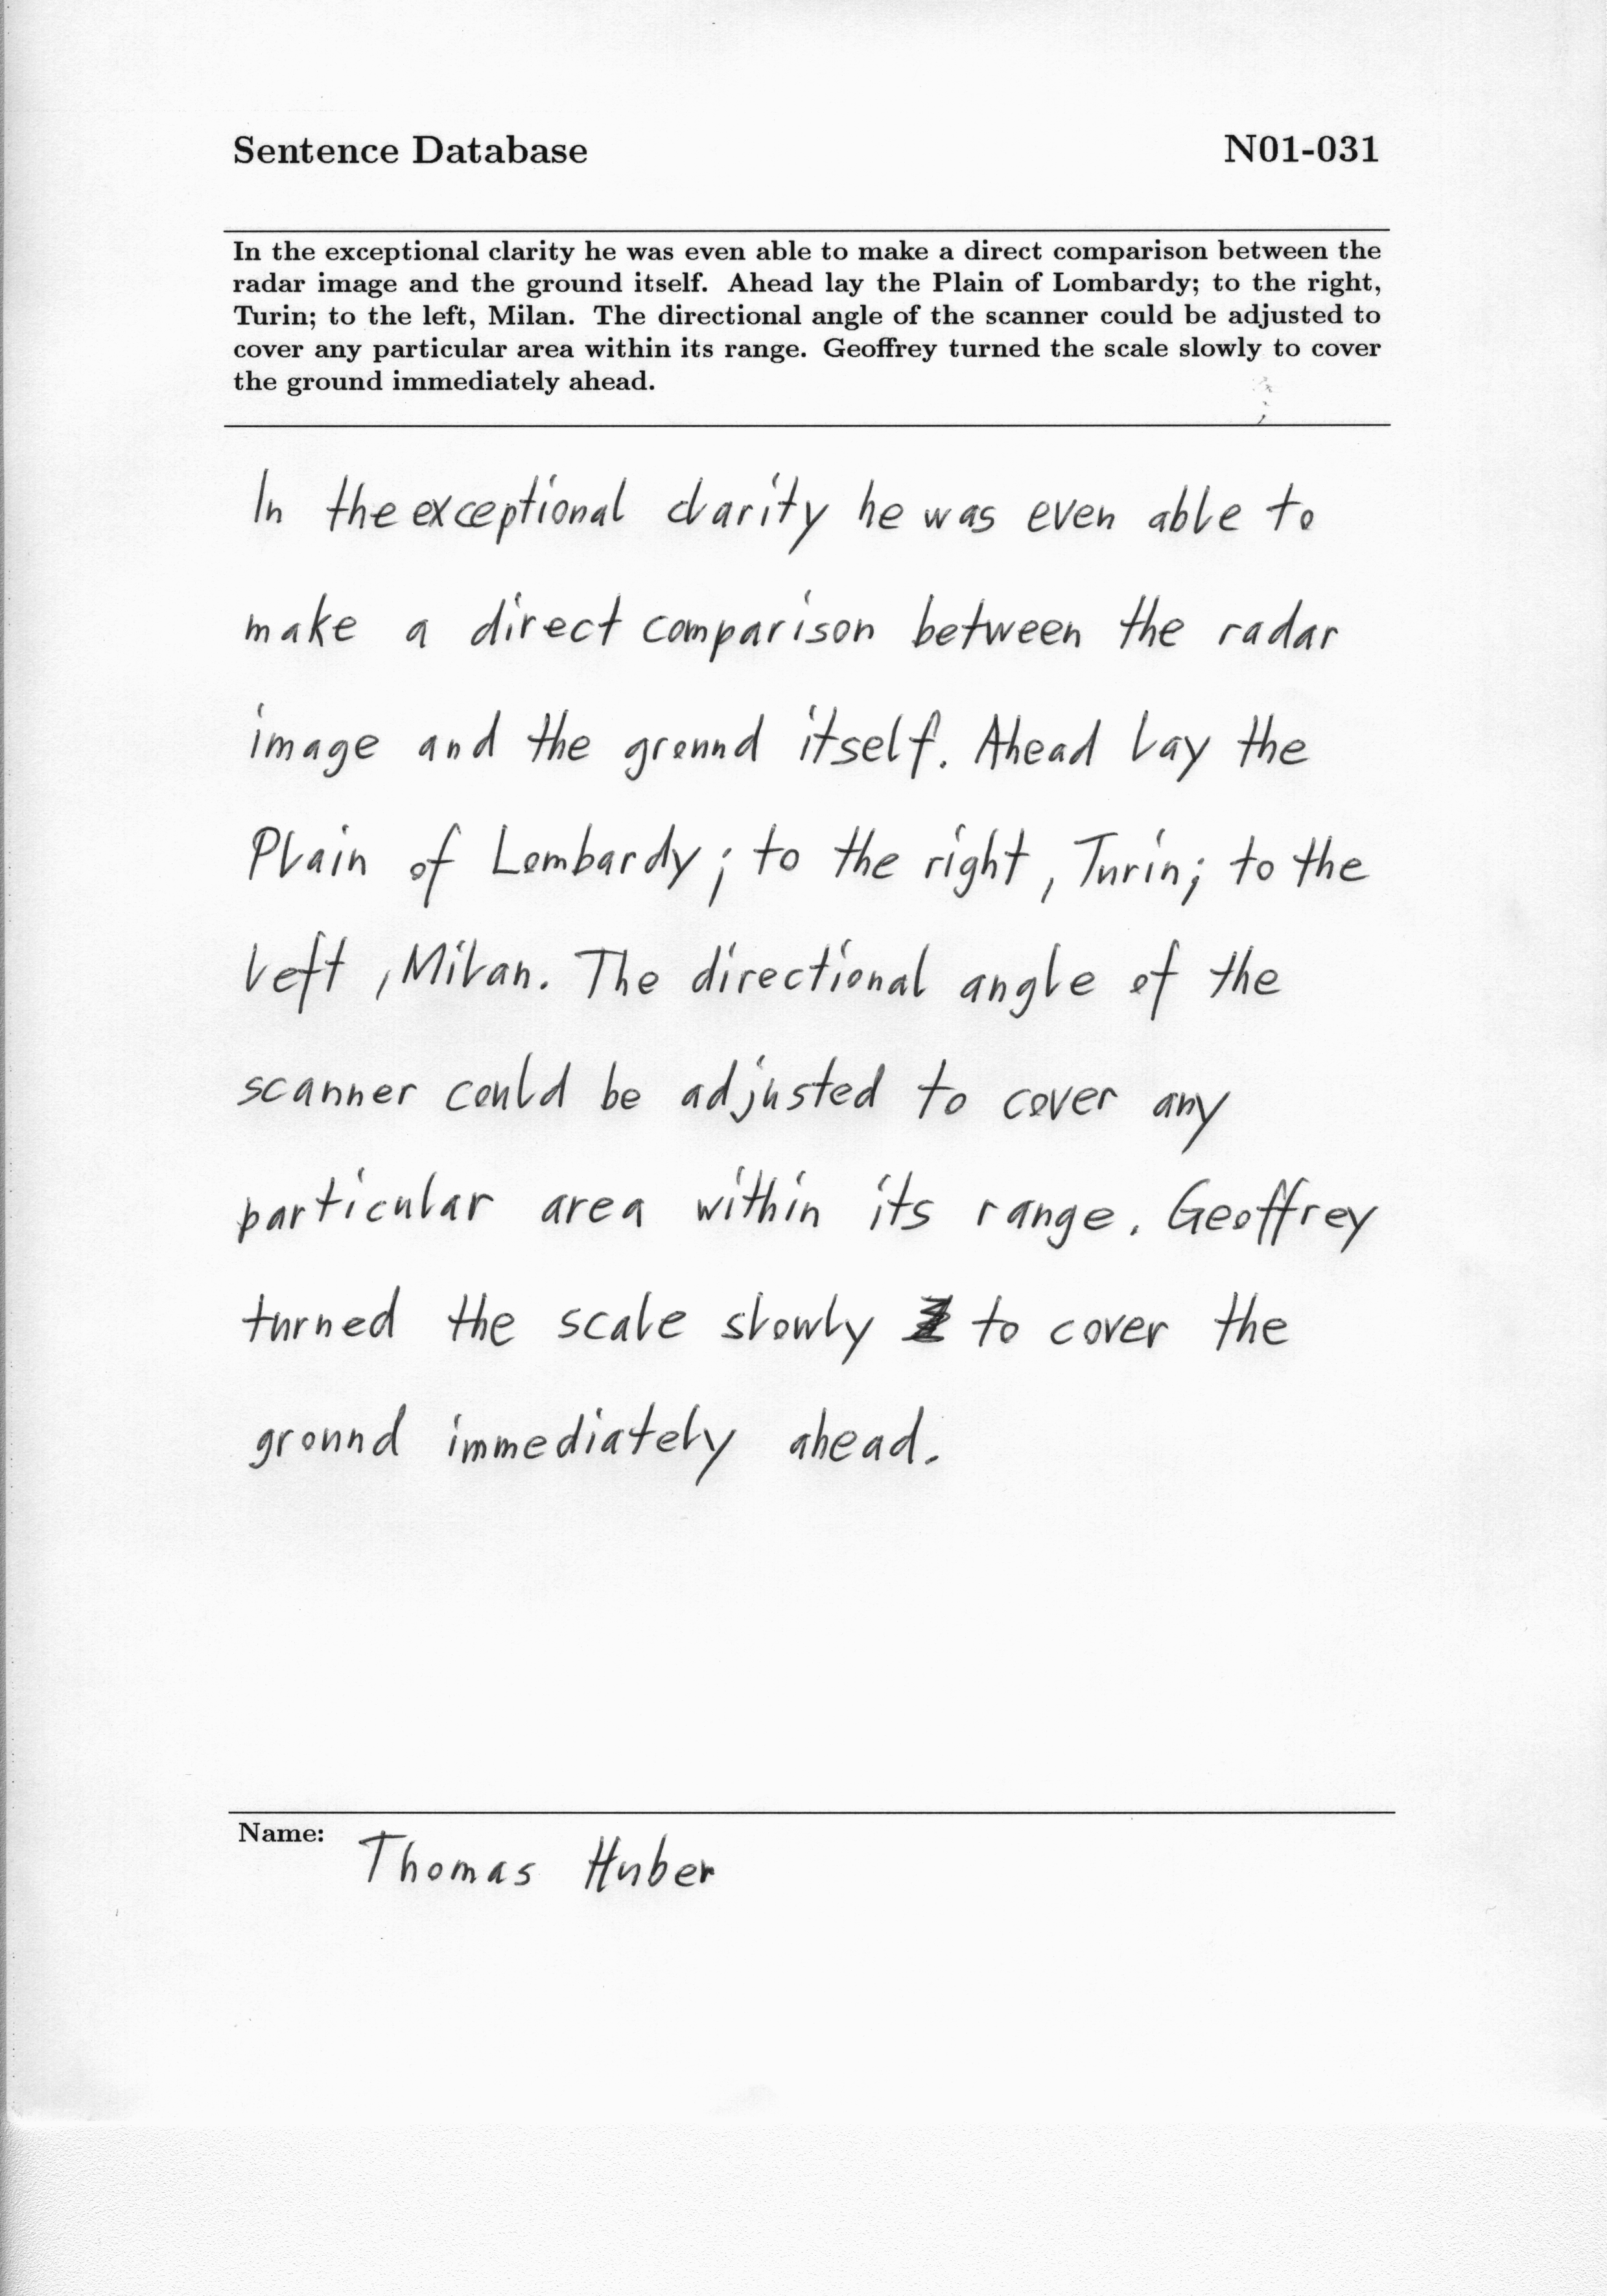 Sentence Database N01-031
In the exceptional clarity he was even able to make a direct comparison between the
radar image and the ground itself. Ahead lay the Plain of Lombardy; to the right,
Turin; to the left, Milan. The directional angle of the scanner could be adjusted to
cover any particular area within its range. Geoffrey turned the scale slowly to cover
the ground immediately ahead.
In the exceptional clarity he was even able to
make a direct comparison between the radar
image and the ground itself. Ahead lay the
Plain of Lombardy; to the right, Turin; to the
left, Milan. The directional angle of the
scanner could be adjusted to cover any
particular area within its range. Geoffrey
turned the scale slowly to cover the
ground immediately ahead.
Name: Thomas Huber